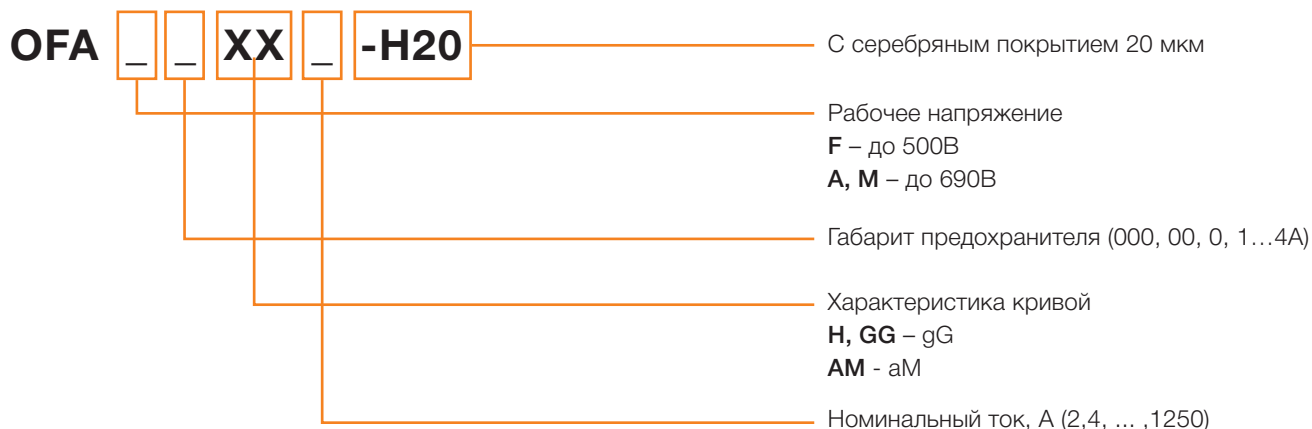 OFA _ _ XX _ -H20
С серебряным покрытием 20 мкм
Рабочее напряжение
F – до 500В
A, M – до 690В
Габарит предохранителя (000, 00, 0, 1…4А)
Характеристика кривой
H, GG – gG
AM - aM
Номинальный ток, А (2,4, ... ,1250)